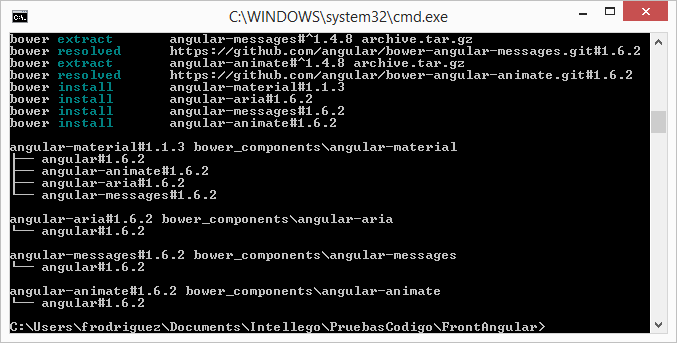 C:\WINDOWS\system32\cmd.exe
bower extract angular-messages#^1.4.8 archive.tar.gz
bower resolved https://github.com/angular/bower-angular-messages.git#1.6.2
bower extract angular-animate#^1.4.8 archive.tar.gz
bower resolved https://github.com/angular/bower-angular-animate.git#1.6.2
bower install angular-material#1.1.3
bower install angular-aria#1.6.2
bower install angular-messages#1.6.2
bower install angular-animate#1.6.2
angular-material#1.1.3 bower_components\angular-material
├── angular#1.6.2
├── angular-animate#1.6.2
├── angular-aria#1.6.2
└── angular-messages#1.6.2
angular-aria#1.6.2 bower_components\angular-aria
└── angular#1.6.2
angular-messages#1.6.2 bower_components\angular-messages
└── angular#1.6.2
angular-animate#1.6.2 bower_components\angular-animate
└── angular#1.6.2
C:\Users\frodriguez\Documents\Intellego\PruebasCodigo\FrontAngular>